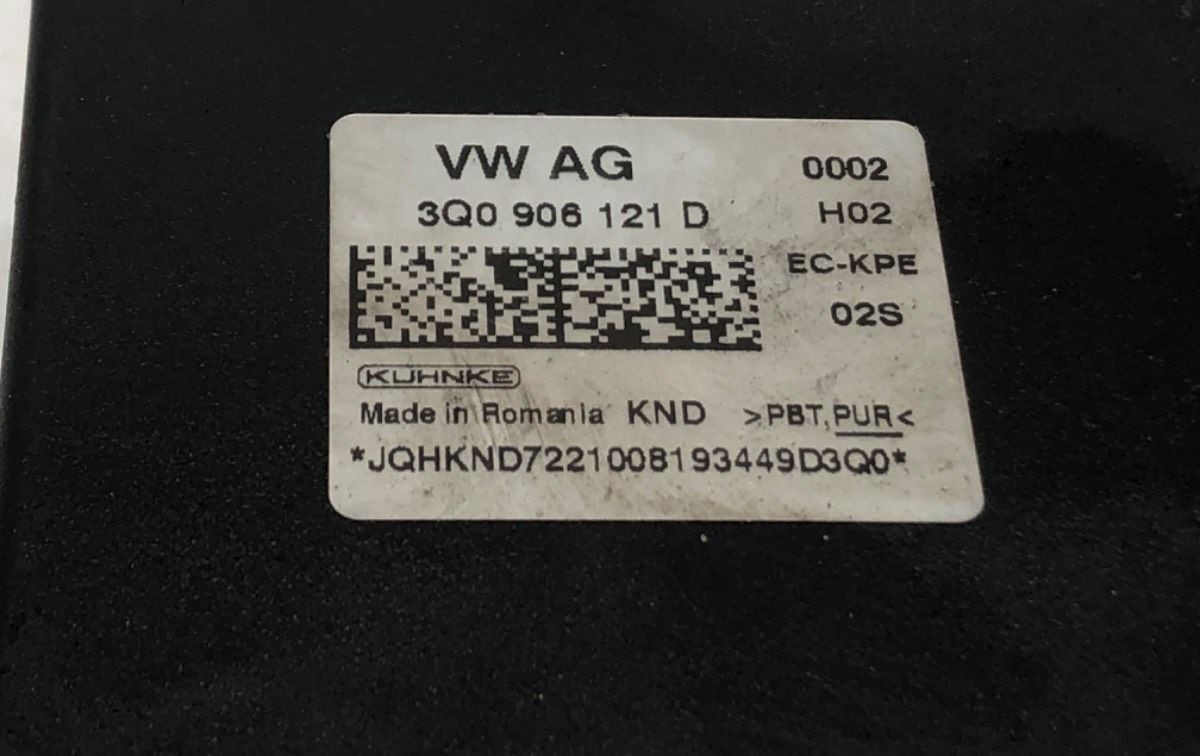 VW AG 0002
3Q0 906 121 D H02
EC-KPE
02S
KUHNKE
Made in Romania KND >PBT,PUR<
*JQHKND7221008193449D3Q0*